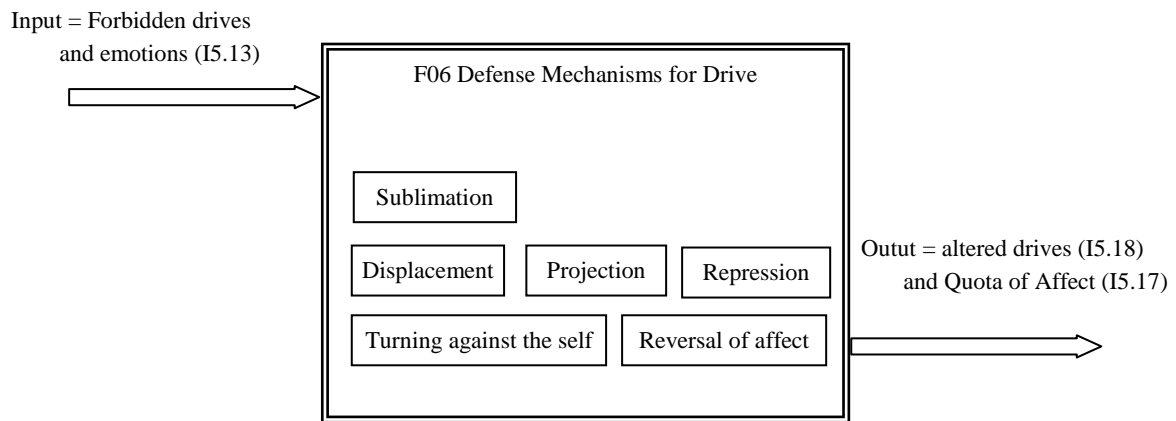 Input = Forbidden drives
and emotions (I5.13)
F06 Defense Mechanisms for Drive
Sublimation
Displacement
Projection
Repression
Turning against the self
Reversal of affect
Outut = altered drives (I5.18)
and Quota of Affect (I5.17)